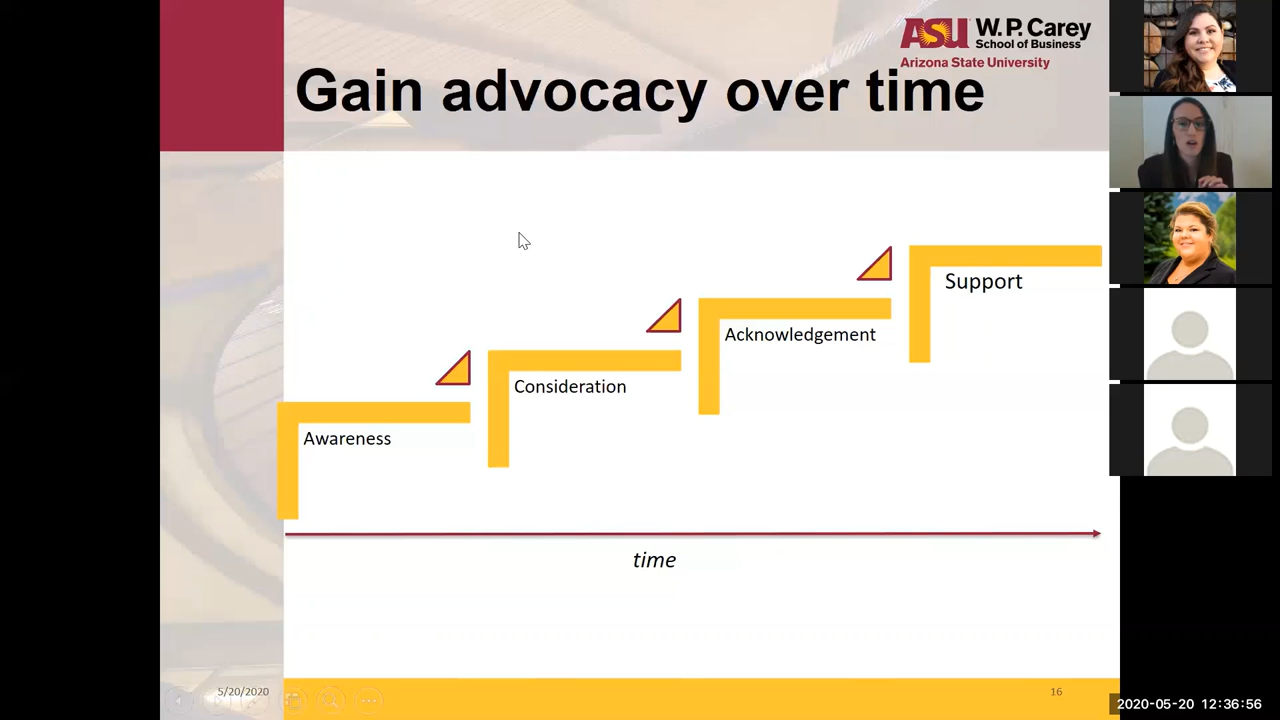 ASU W. P. Carey
School of Business
Arizona State University
Gain advocacy over time
Support
Acknowledgement
Consideration
Awareness
time
5/20/2020
16
2020-05-20 12:36:56